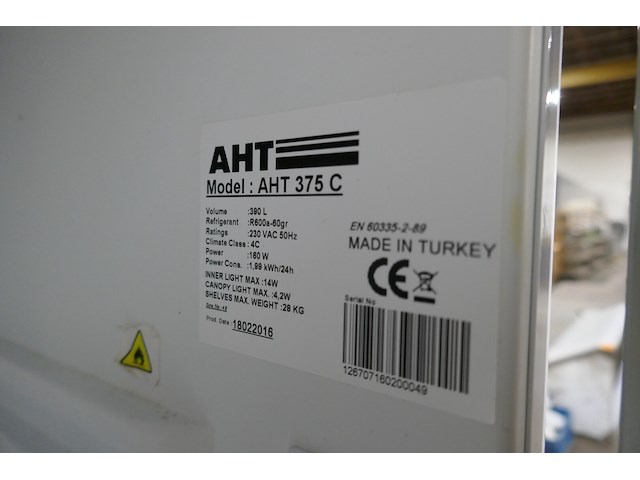 AHT
Model : AHT 375 C
Volume :390 L
Refrigerant :R600a-60gr
Ratings :230 VAC 50Hz
Climate Class :4C
Power :160 W
Power Cons. :1,99 kWh/24h
INNER LIGHT MAX :14W
CANOPY LIGHT MAX. :4,2W
SHELVES MAX. WEIGHT :28 KG
Prod. Date : 18022016
EN 60335-2-89
MADE IN TURKEY
CE
Serial No
126707160200049